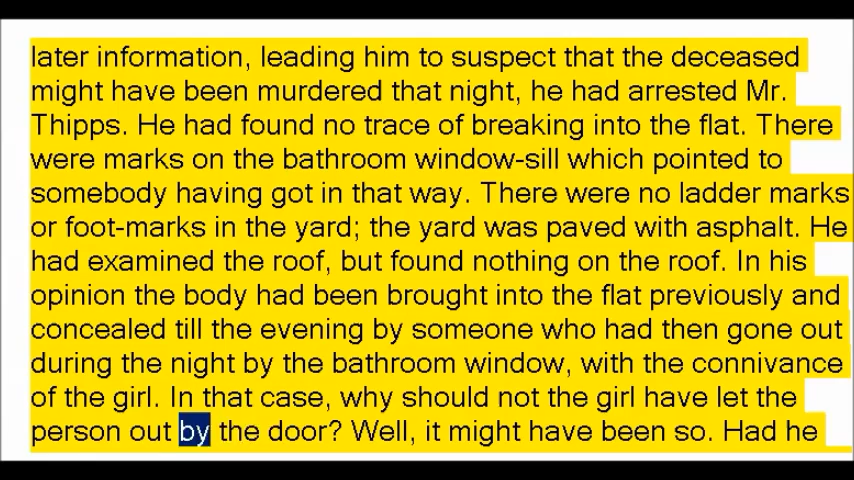 later information, leading him to suspect that the deceased
might have been murdered that night, he had arrested Mr.
Thipps. He had found no trace of breaking into the flat. There
were marks on the bathroom window-sill which pointed to
somebody having got in that way. There were no ladder marks
or foot-marks in the yard; the yard was paved with asphalt. He
had examined the roof, but found nothing on the roof. In his
opinion the body had been brought into the flat previously and
concealed till the evening by someone who had then gone out
during the night by the bathroom window, with the connivance
of the girl. In that case, why should not the girl have let the
person out by the door? Well, it might have been so. Had he